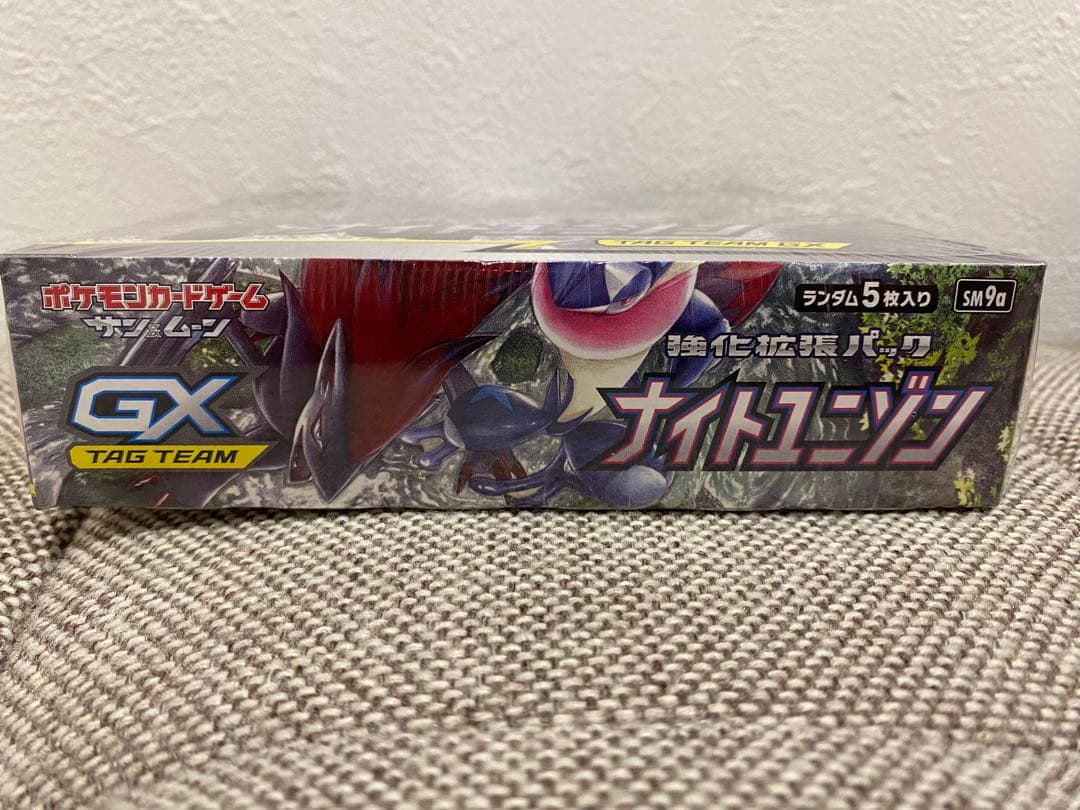 TAG TEAM GX
ポケモンカードゲーム
サン&ムーン
GX
TAG TEAM
ランダム5枚入り
SM9a
強化拡張パック
ナイトユニゾン